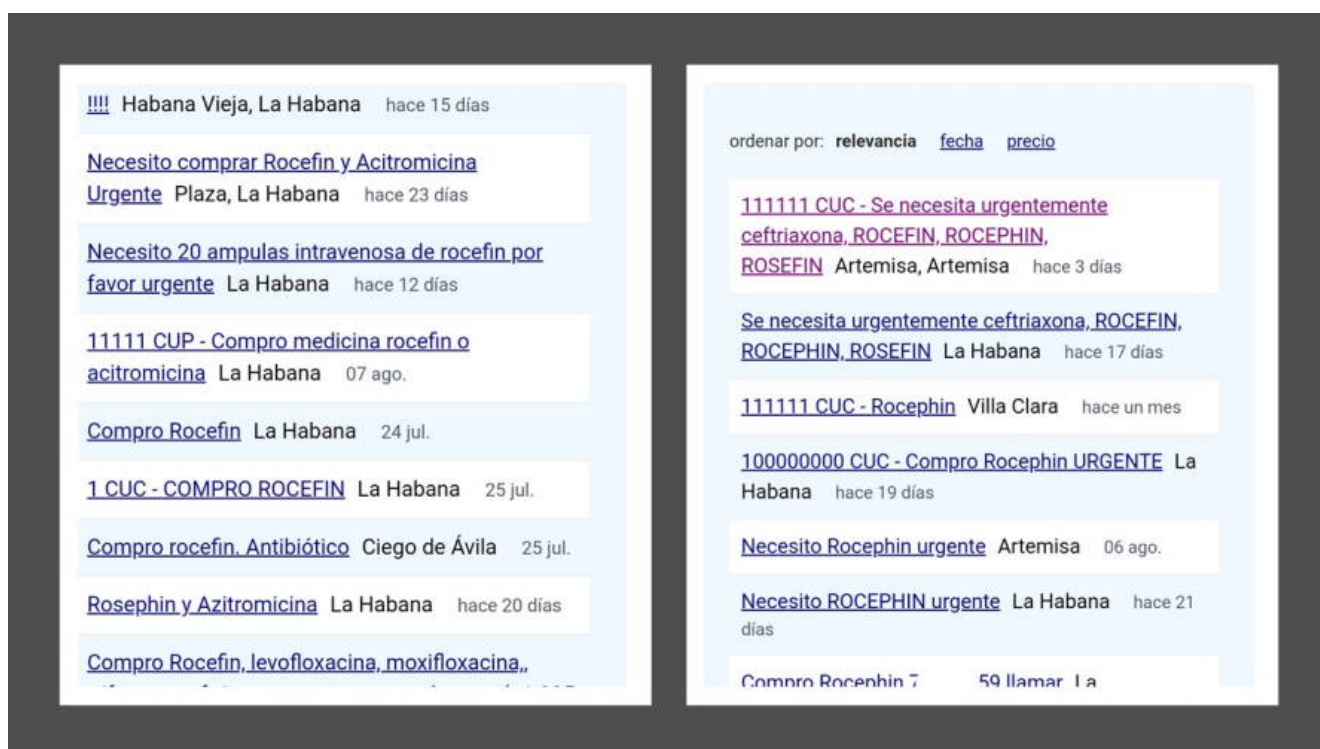 !!!! Habana Vieja, La Habana hace 15 días
Necesito comprar Rocefin y Acitromicina
Urgente Plaza, La Habana hace 23 días
Necesito 20 ampulas intravenosa de rocefin por
favor urgente La Habana hace 12 días
11111 CUP - Compro medicina rocefin o
acitromicina La Habana 07 ago.
Compro Rocefin La Habana 24 jul.
1 CUC - COMPRO ROCEFIN La Habana 25 jul.
Compro rocefin. Antibiótico Ciego de Ávila 25 jul.
Rosephin y Azitromicina La Habana hace 20 días
Compro Rocefin, levofloxacina, moxifloxacina,,
ordenar por: relevancia fecha precio
111111 CUC - Se necesita urgentemente
ceftriaxona, ROCEFIN, ROCEPHIN,
ROSEFIN Artemisa, Artemisa hace 3 días
Se necesita urgentemente ceftriaxona, ROCEFIN,
ROCEPHIN, ROSEFIN La Habana hace 17 días
111111 CUC - Rocephin Villa Clara hace un mes
100000000 CUC - Compro Rocephin URGENTE La
Habana hace 19 días
Necesito Rocephin urgente Artemisa 06 ago.
Necesito ROCEPHIN urgente La Habana hace 21
días
Compro Rocephin 7 59 llamar La